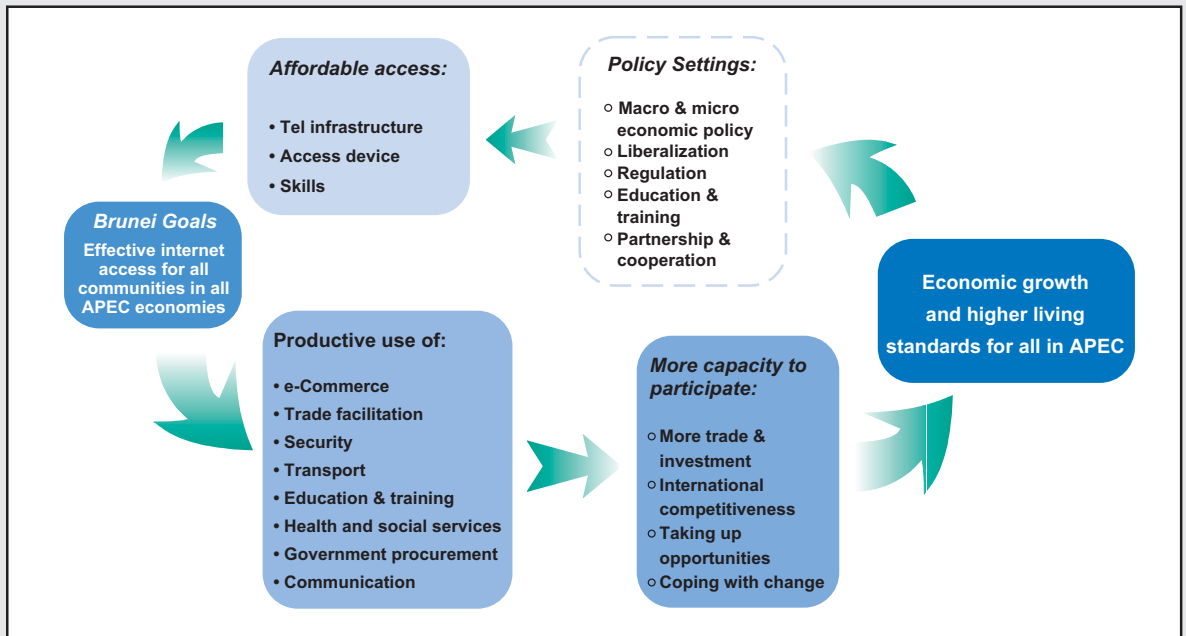 Affordable access:
• Tel infrastructure
• Access device
• Skills
Policy Settings:
○ Macro & micro
economic policy
○ Liberalization
○ Regulation
○ Education &
training
○ Partnership &
cooperation
Brunei Goals
Effective internet
access for all
communities in all
APEC economies
Economic growth
and higher living
standards for all in APEC
Productive use of:
• e-Commerce
• Trade facilitation
• Security
• Transport
• Education & training
• Health and social services
• Government procurement
• Communication
More capacity to
participate:
○ More trade &
investment
○ International
competitiveness
○ Taking up
opportunities
○ Coping with change